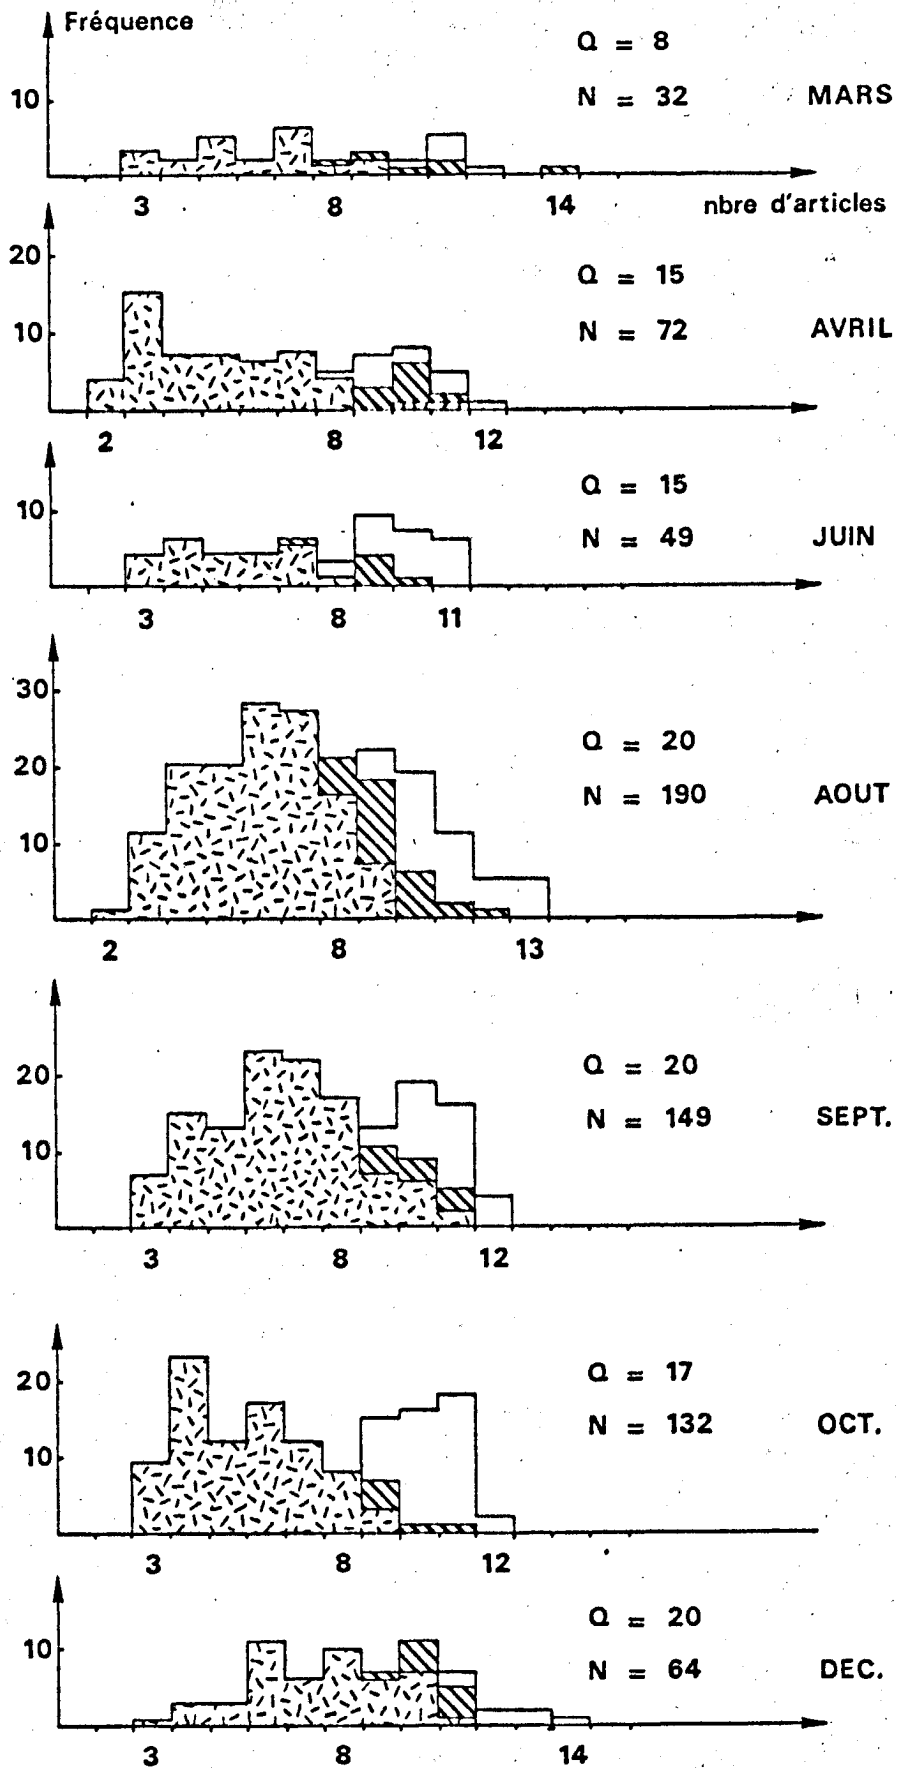 Fréquence
Q = 8
10
N = 32
MARS
3
8
14
nbre d'articles
20
Q = 15
10
N = 72
AVRIL
2
8
12
Q = 15
10
N = 49
JUIN
3
8
11
30
Q = 20
20
N = 190
AOUT
10
2
8
13
20
Q = 20
N = 149
SEPT.
10
3
8
12
20
Q = 17
N = 132
OCT.
10
3
8
12
Q = 20
10
N = 64
DEC.
3
8
14